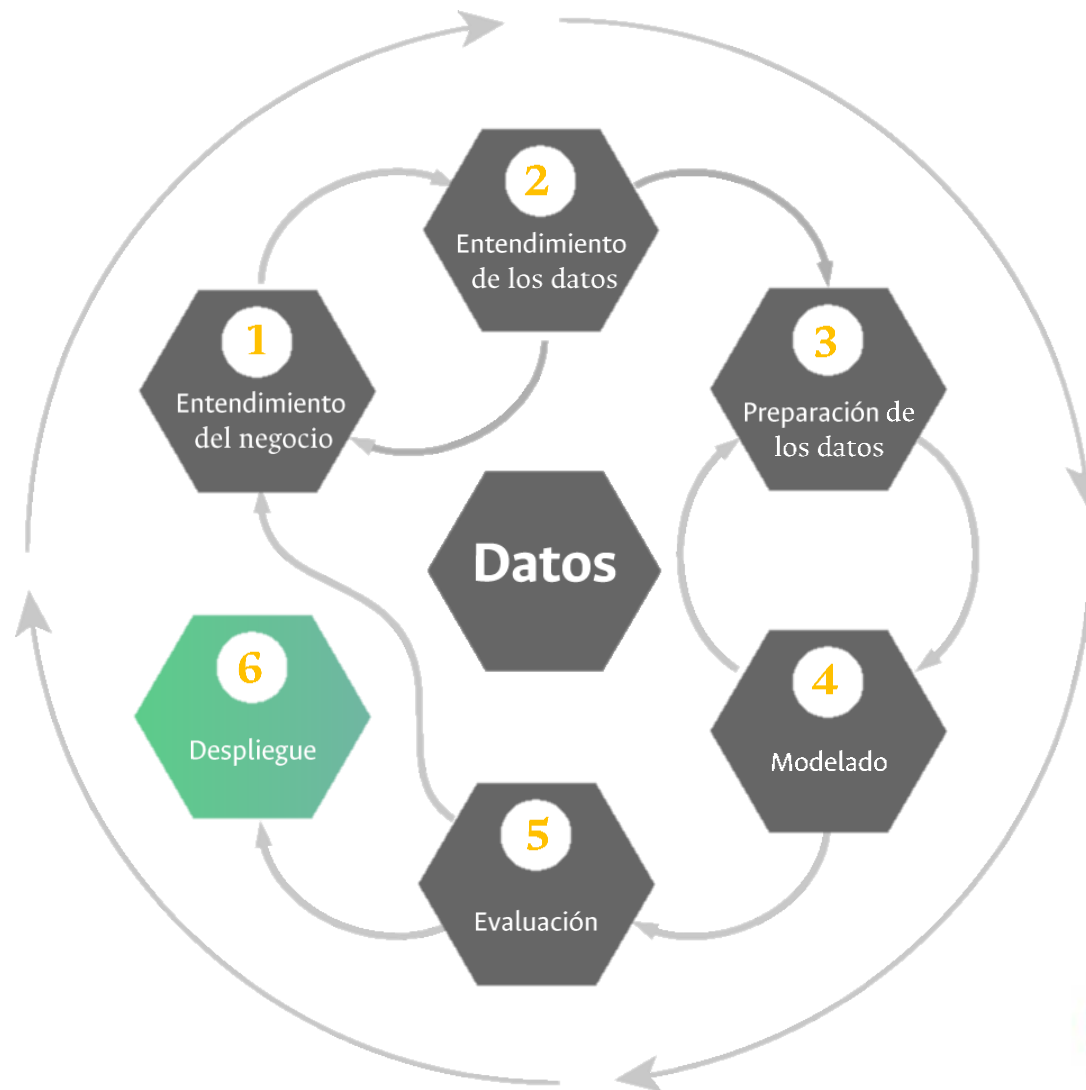 1
Entendimiento
del negocio
2
Entendimiento
de los datos
3
Preparación de
los datos
Datos
4
Modelado
5
Evaluación
6
Despliegue